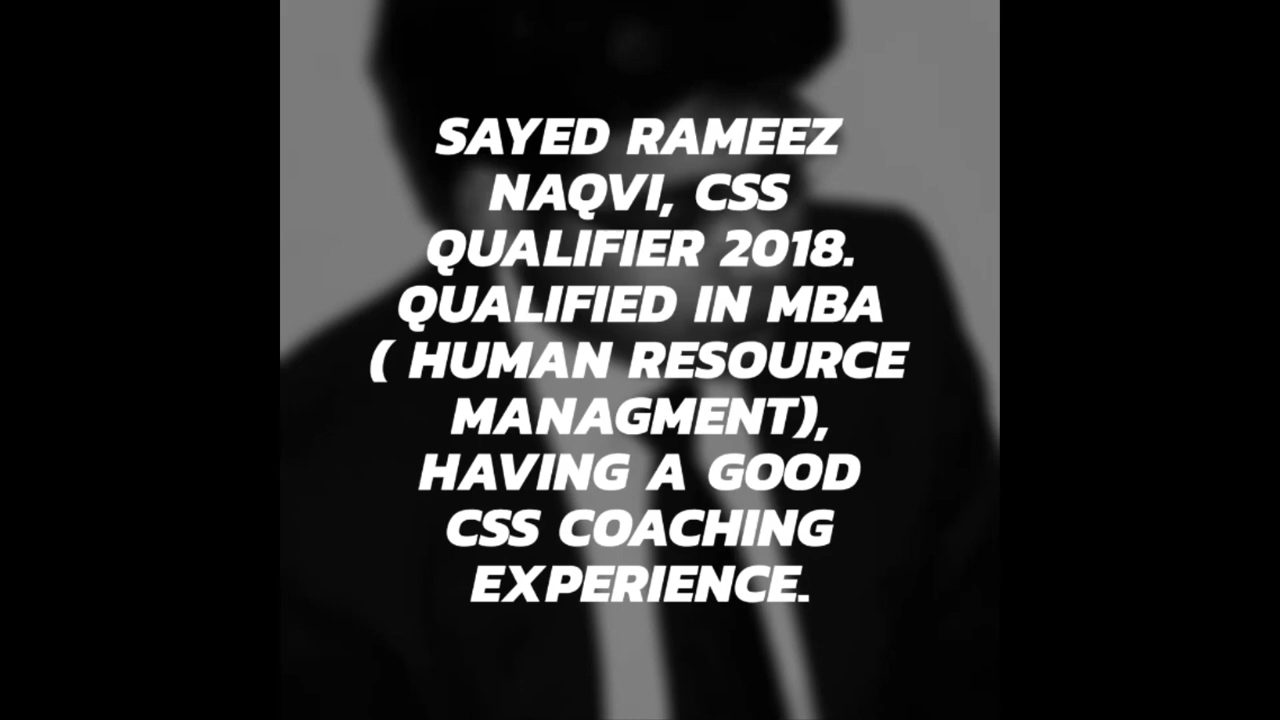 SAYED RAMEEZ
NAQVI, CSS
QUALIFIER 2018.
QUALIFIED IN MBA
( HUMAN RESOURCE
MANAGMENT),
HAVING A GOOD
CSS COACHING
EXPERIENCE.